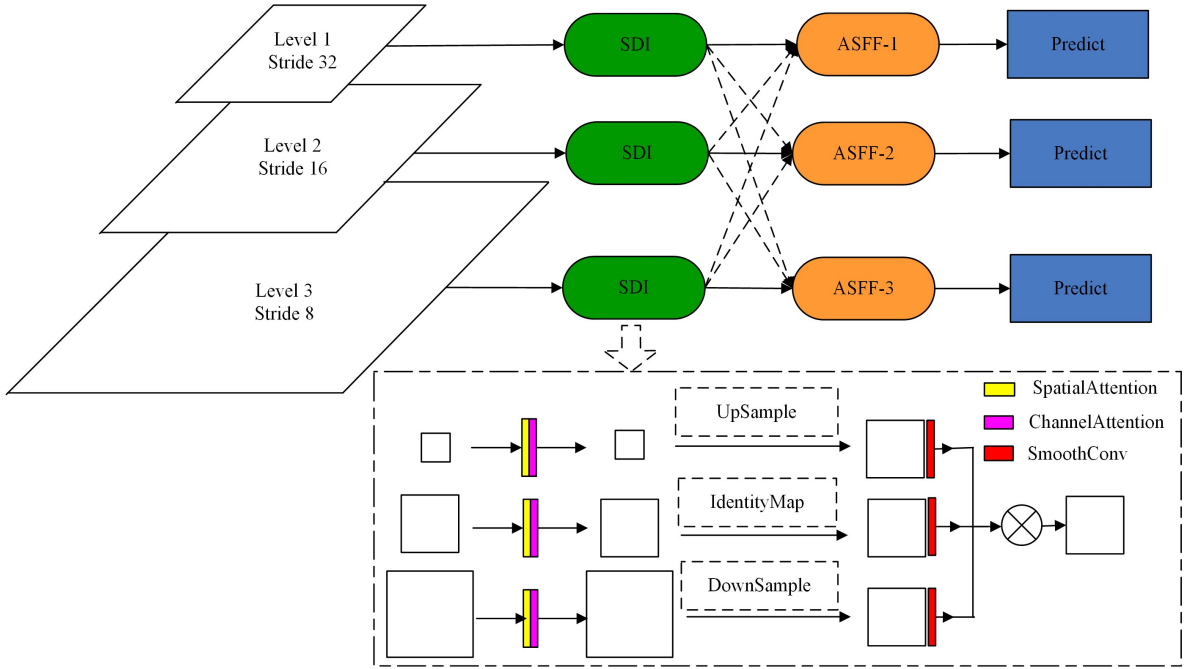 Level 1
Stride 32
SDI
ASFF-1
Predict
Level 2
Stride 16
SDI
ASFF-2
Predict
Level 3
Stride 8
SDI
ASFF-3
Predict
SpatialAttention
ChannelAttention
SmoothConv
UpSample
IdentityMap
DownSample